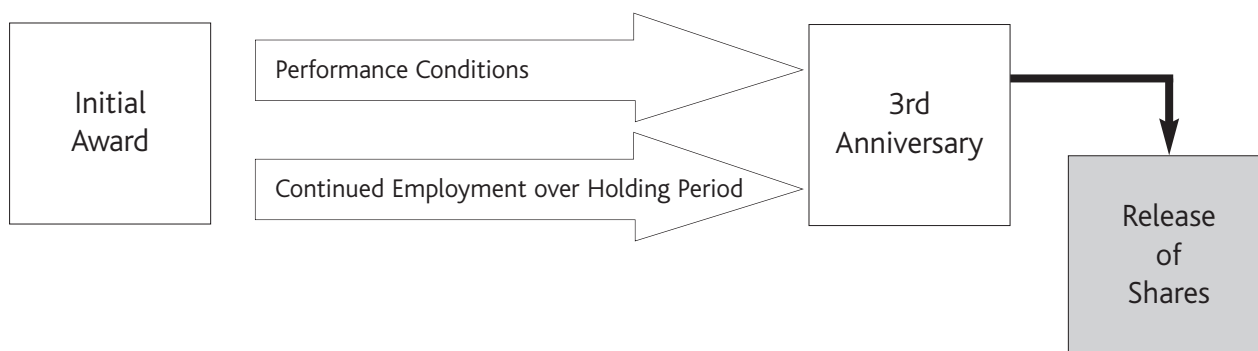 Initial
Award
Performance Conditions
Continued Employment over Holding Period
3rd
Anniversary
Release
of
Shares